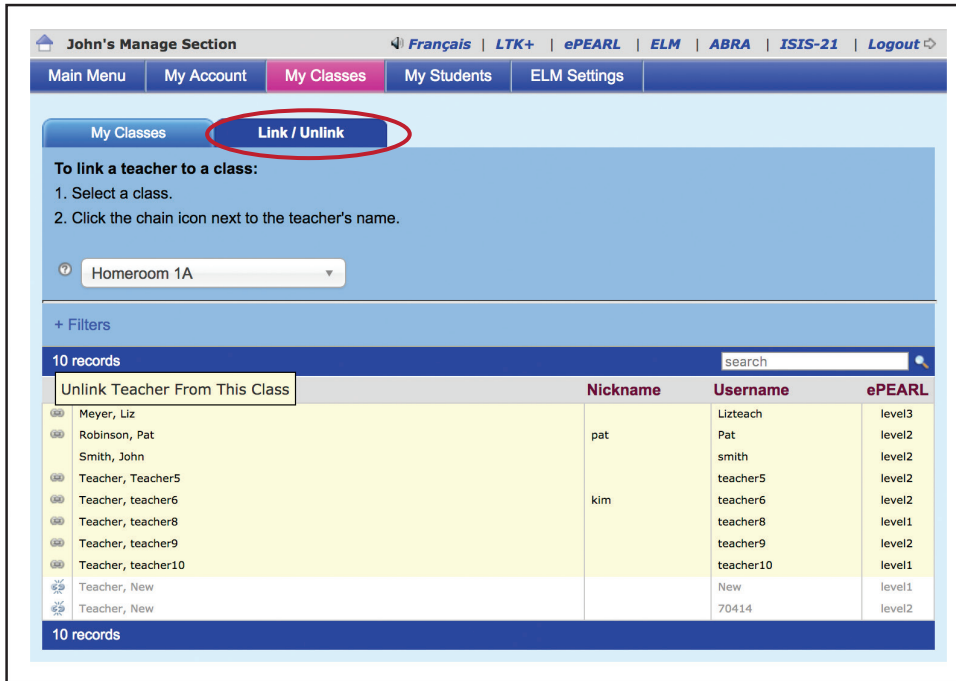 John's Manage Section Français | LTK+ | ePEARL | ELM | ABRA | ISIS-21 | Logout
Main Menu My Account My Classes My Students ELM Settings
My Classes Link / Unlink
To link a teacher to a class:
1. Select a class.
2. Click the chain icon next to the teacher's name.
? Homeroom 1A
+ Filters
10 records search
Unlink Teacher From This Class Nickname Username ePEARL
Meyer, Liz Lizteach level3
Robinson, Pat pat Pat level2
Smith, John smith level2
Teacher, Teacher5 teacher5 level2
Teacher, teacher6 kim teacher6 level2
Teacher, teacher8 teacher8 level1
Teacher, teacher9 teacher9 level2
Teacher, teacher10 teacher10 level1
Teacher, New New level1
Teacher, New 70414 level2
10 records